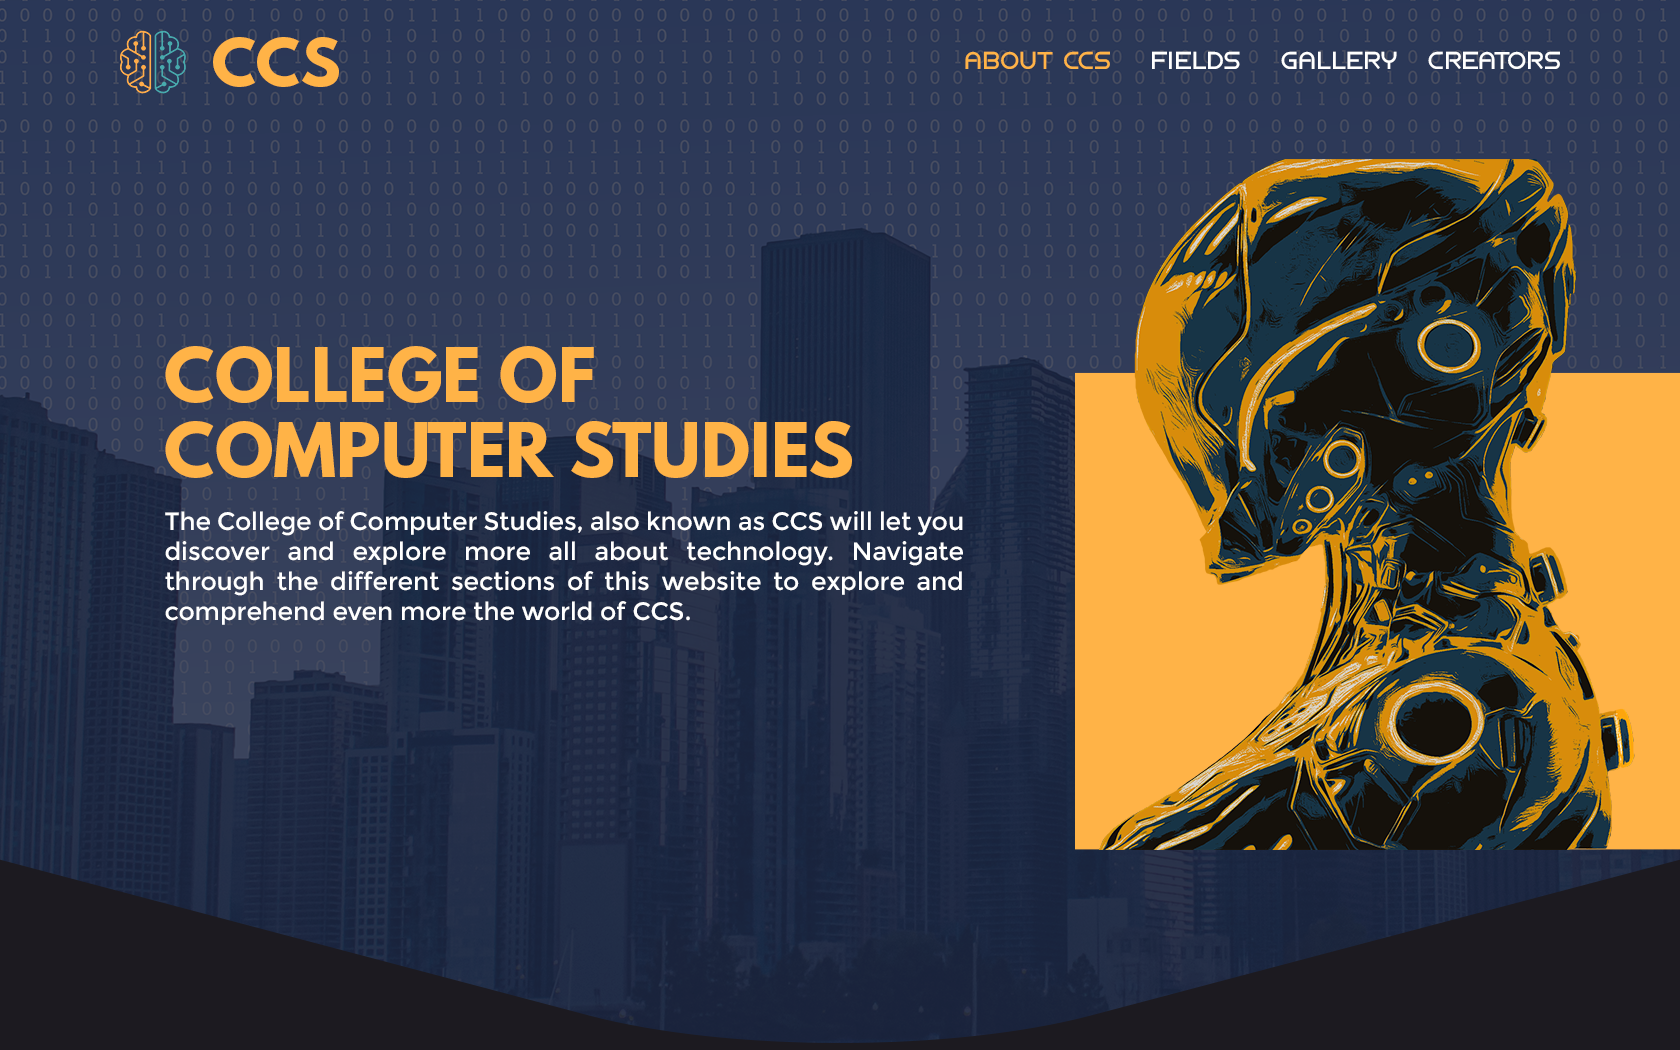 CCS
ABOUT CCS FIELDS GALLERY CREATORS
COLLEGE OF
COMPUTER STUDIES
The College of Computer Studies, also known as CCS will let you
discover and explore more all about technology. Navigate
through the different sections of this website to explore and
comprehend even more the world of CCS.